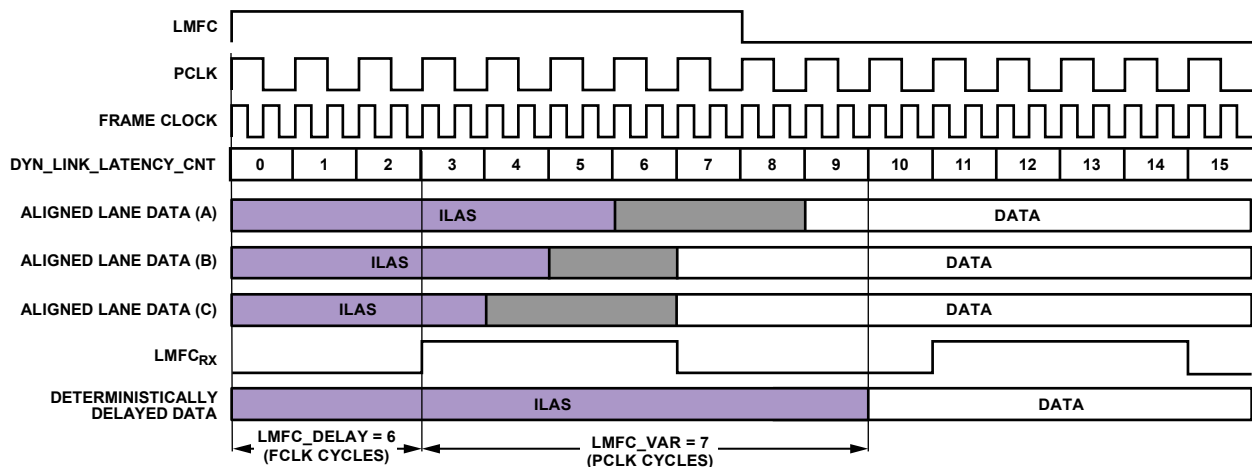 LMFC
PCLK
FRAME CLOCK
DYN_LINK_LATENCY_CNT 0 1 2 3 4 5 6 7 8 9 10 11 12 13 14 15
ALIGNED LANE DATA (A) ILAS DATA
ALIGNED LANE DATA (B) ILAS DATA
ALIGNED LANE DATA (C) ILAS DATA
LMFCRX
DETERMINISTICALLY
DELAYED DATA ILAS DATA
LMFC_DELAY = 6
(FCLK CYCLES)
LMFC_VAR = 7
(PCLK CYCLES)